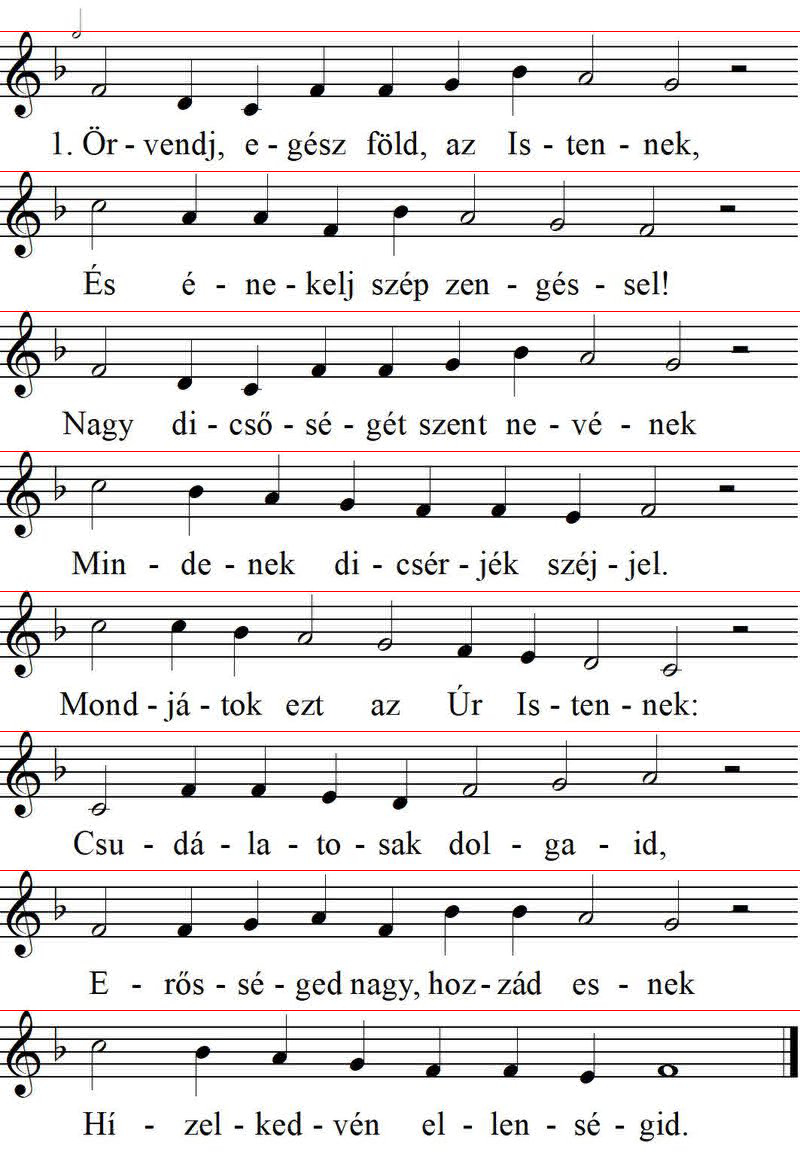 1. Ör - vendj, e - gész föld, az Is - ten - nek,
És é - ne - kelj szép zen - gés - sel!
Nagy di - cső - sé - gét szent ne - vé - nek
Min - de - nek di - csér - jék széj - jel.
Mond - já - tok ezt az Úr Is - ten - nek:
Csu - dá - la - to - sak dol - ga - id,
E - rős - sé - ged nagy, hoz - zád es - nek
Hí - zel - ked - vén el - len - sé - gid.